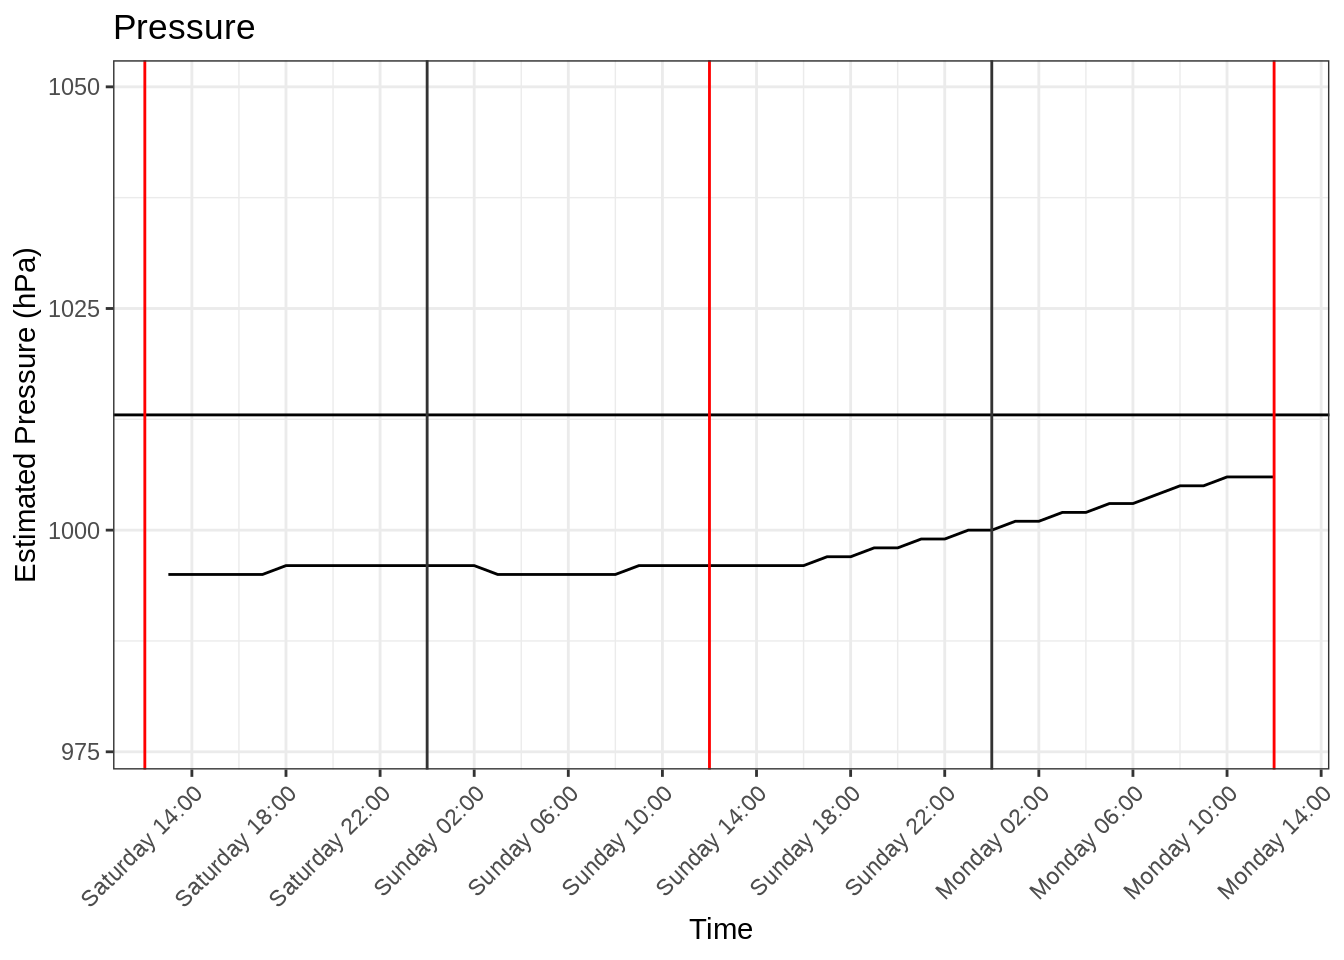 Pressure
Estimated Pressure (hPa)
1050
1025
1000
975
Saturday 14:00
Saturday 18:00
Saturday 22:00
Sunday 02:00
Sunday 06:00
Sunday 10:00
Sunday 14:00
Sunday 18:00
Sunday 22:00
Monday 02:00
Monday 06:00
Monday 10:00
Monday 14:00
Time